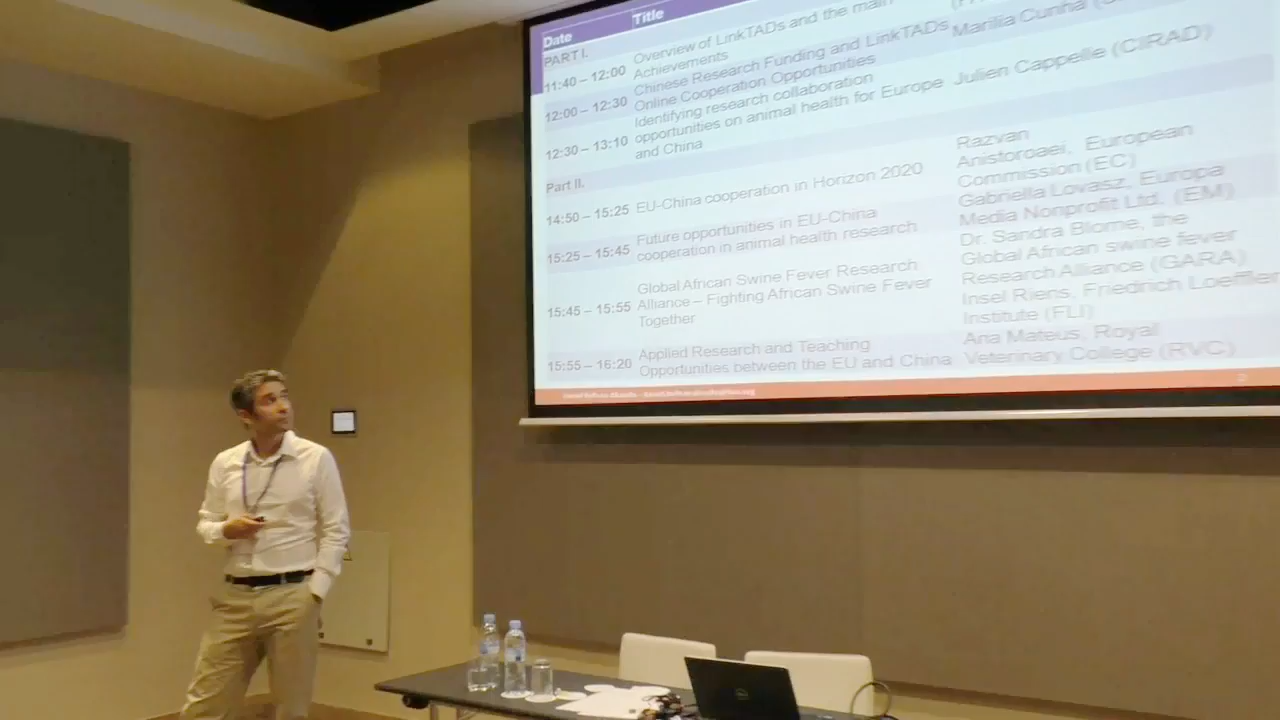 Date Title
PART I.
11:40 – 12:00 Overview of LinkTADs and the main
Achievements
12:00 – 12:30 Chinese Research Funding and LinkTADs Marilia Cunha
Online Cooperation Opportunities
12:30 – 13:10 Identifying research collaboration
opportunities on animal health for Europe Julien Cappelle (CIRAD)
and China
Part II.
14:50 – 15:25 EU-China cooperation in Horizon 2020 Razvan
Anistoroaei, European
Commission (EC)
15:25 – 15:45 Future opportunities in EU-China Gabriella Lovasz, Europa
cooperation in animal health research Media Nonprofit Ltd. (EM)
15:45 – 15:55 Global African Swine Fever Research Dr. Sandra Blome, the
Alliance – Fighting African Swine Fever Global African swine fever
Together Research Alliance (GARA)
Insel Riens, Friedrich Loeffler
Institute (FLI)
15:55 – 16:20 Applied Research and Teaching Ana Mateus, Royal
Opportunities between the EU and China Veterinary College (RVC)